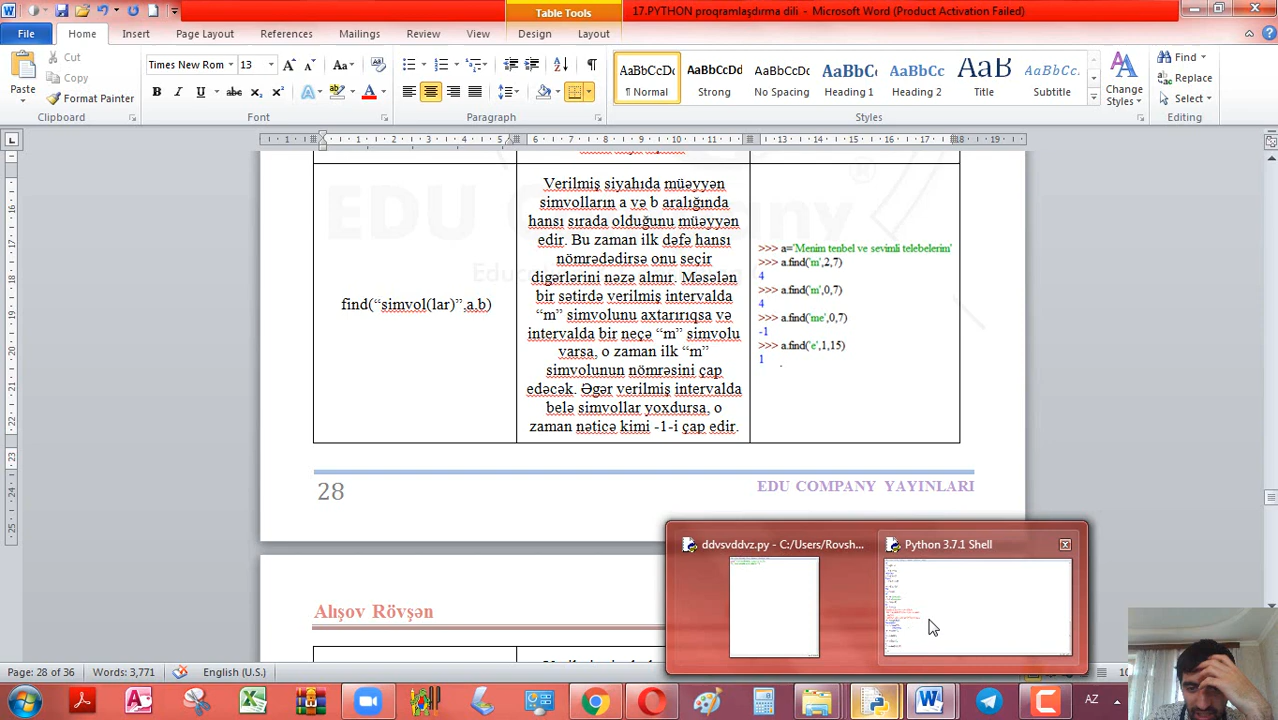 Table Tools
17.PYTHON proqramlaşdırma dili - Microsoft Word (Product Activation Failed)
File Home Insert Page Layout References Mailings Review View Design Layout
Cut
Copy
Paste
Format Painter
Clipboard
Times New Rom 13
Font
Paragraph
AaBbCcDc AaBbCcDd AaBbCcDd AaBbCc AaBbCc AaB AaBbCcDc
¶ Normal Strong No Spacing Heading 1 Heading 2 Title Subtitle
Change Styles
Styles
Find
Replace
Select
Editing
find(“simvol(lar)”,a.b)
Verilmiş siyahıda müəyyən
simvolların a və b aralığında
hansı sırada olduğunu müəyyən
edir. Bu zaman ilk dəfə hansı
nömrədədirsə onu seçir
digərlərini nəzə almır. Məsələn
bir sətirdə verilmiş intervalda
“m” simvolunu axtarırıqsa və
intervalda bir neçə “m” simvolu
varsa, o zaman ilk “m”
simvolunun nömrəsini çap
edəcək. Əgər verilmiş intervalda
belə simvollar yoxdursa, o
zaman nəticə kimi -1-i çap edir.
>>> a='Menim tenbel ve sevimli telebelerim'
>>> a.find('m',2,7)
4
>>> a.find('m',0,7)
4
>>> a.find('me',0,7)
-1
>>> a.find('e',1,15)
1
EDU Company
28
EDU COMPANY YAYINLARI
Alışov Rövşən
ddvsvddvz.py - C:/Users/Rovsh...
Python 3.7.1 Shell
Page: 28 of 36 Words: 3,771 English (U.S.)
AZ